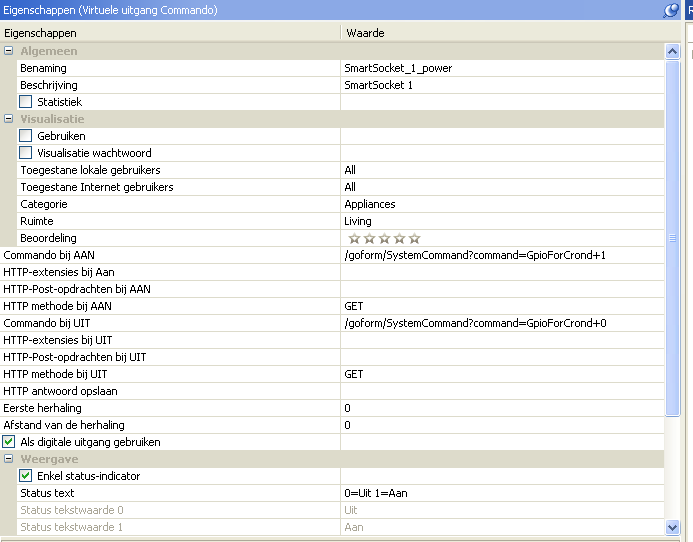 Eigenschappen (Virtuele uitgang Commando)
Eigenschappen Waarde
Algemeen
Benaming SmartSocket_1_power
Beschrijving SmartSocket 1
Statistiek
Visualisatie
Gebruiken
Visualisatie wachtwoord
Toegestane lokale gebruikers All
Toegestane Internet gebruikers All
Categorie Appliances
Ruimte Living
Beoordeling
Commando bij AAN /goform/SystemCommand?command=GpioForCrond+1
HTTP-extensies bij Aan
HTTP-Post-opdrachten bij AAN
HTTP methode bij AAN GET
Commando bij UIT /goform/SystemCommand?command=GpioForCrond+0
HTTP-extensies bij UIT
HTTP-Post-opdrachten bij UIT
HTTP methode bij UIT GET
HTTP antwoord opslaan
Eerste herhaling 0
Afstand van de herhaling 0
Als digitale uitgang gebruiken
Weergave
Enkel status-indicator
Status text 0=Uit 1=Aan
Status tekstwaarde 0 Uit
Status tekstwaarde 1 Aan